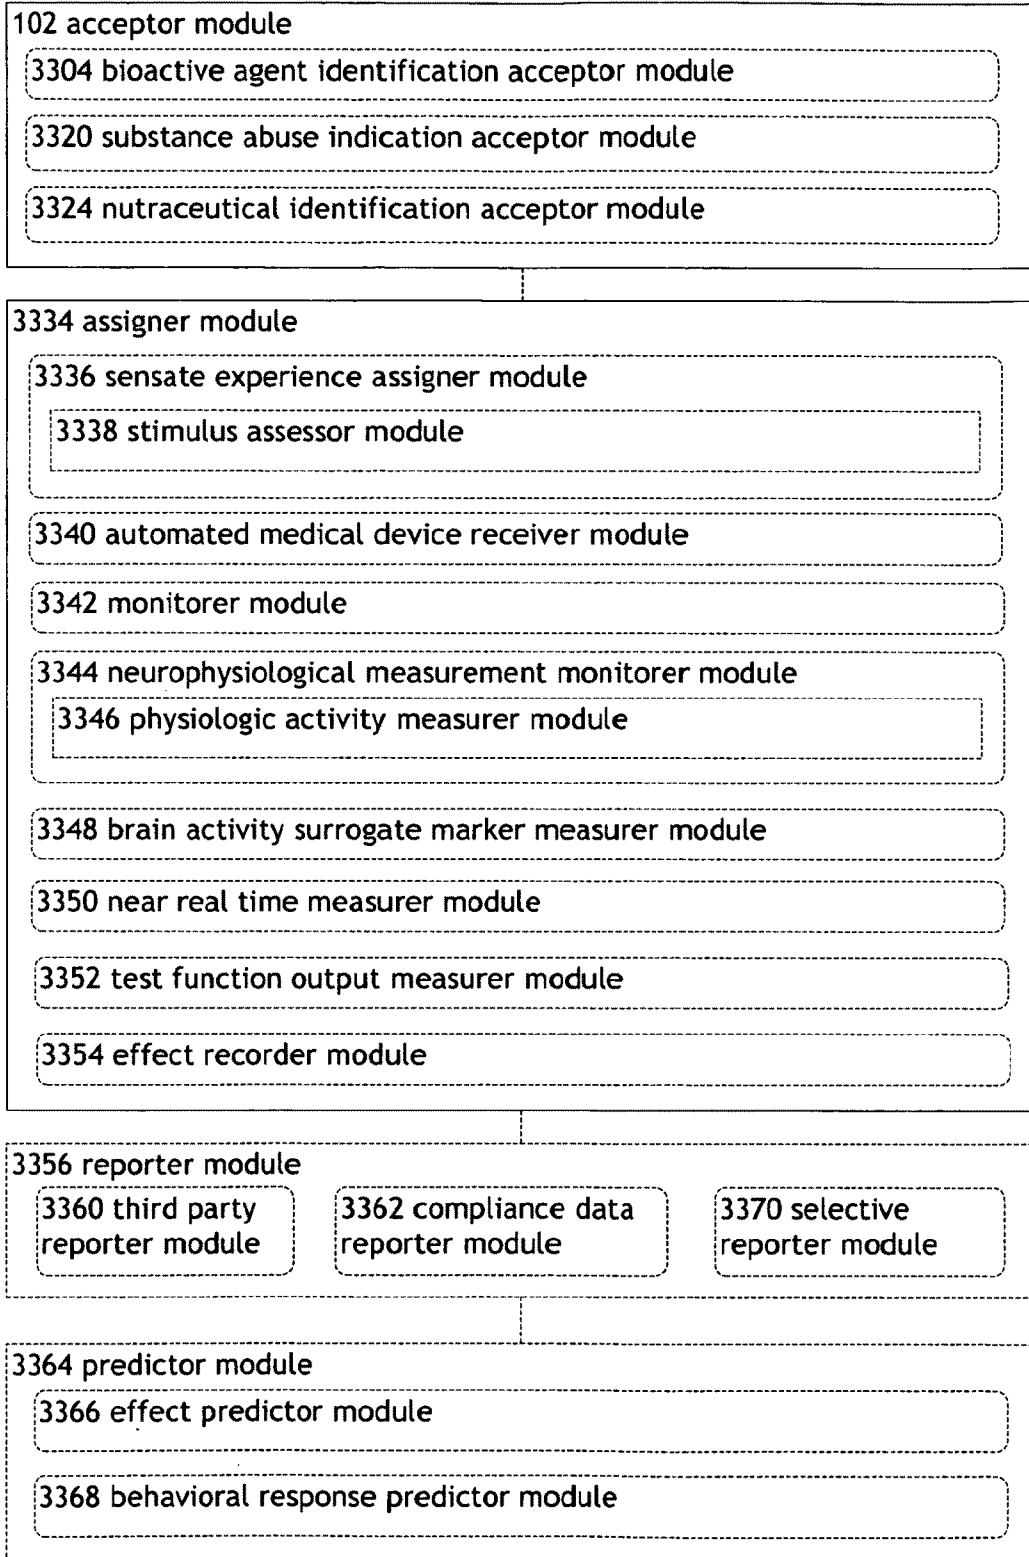 102 acceptor module
3304 bioactive agent identification acceptor module
3320 substance abuse indication acceptor module
3324 nutraceutical identification acceptor module
3334 assigner module
3336 sensate experience assigner module
3338 stimulus assessor module
3340 automated medical device receiver module
3342 monitorer module
3344 neurophysiological measurement monitorer module
3346 physiologic activity measurer module
3348 brain activity surrogate marker measurer module
3350 near real time measurer module
3352 test function output measurer module
3354 effect recorder module
3356 reporter module
3360 third party
reporter module
3362 compliance data
reporter module
3370 selective
reporter module
3364 predictor module
3366 effect predictor module
3368 behavioral response predictor module